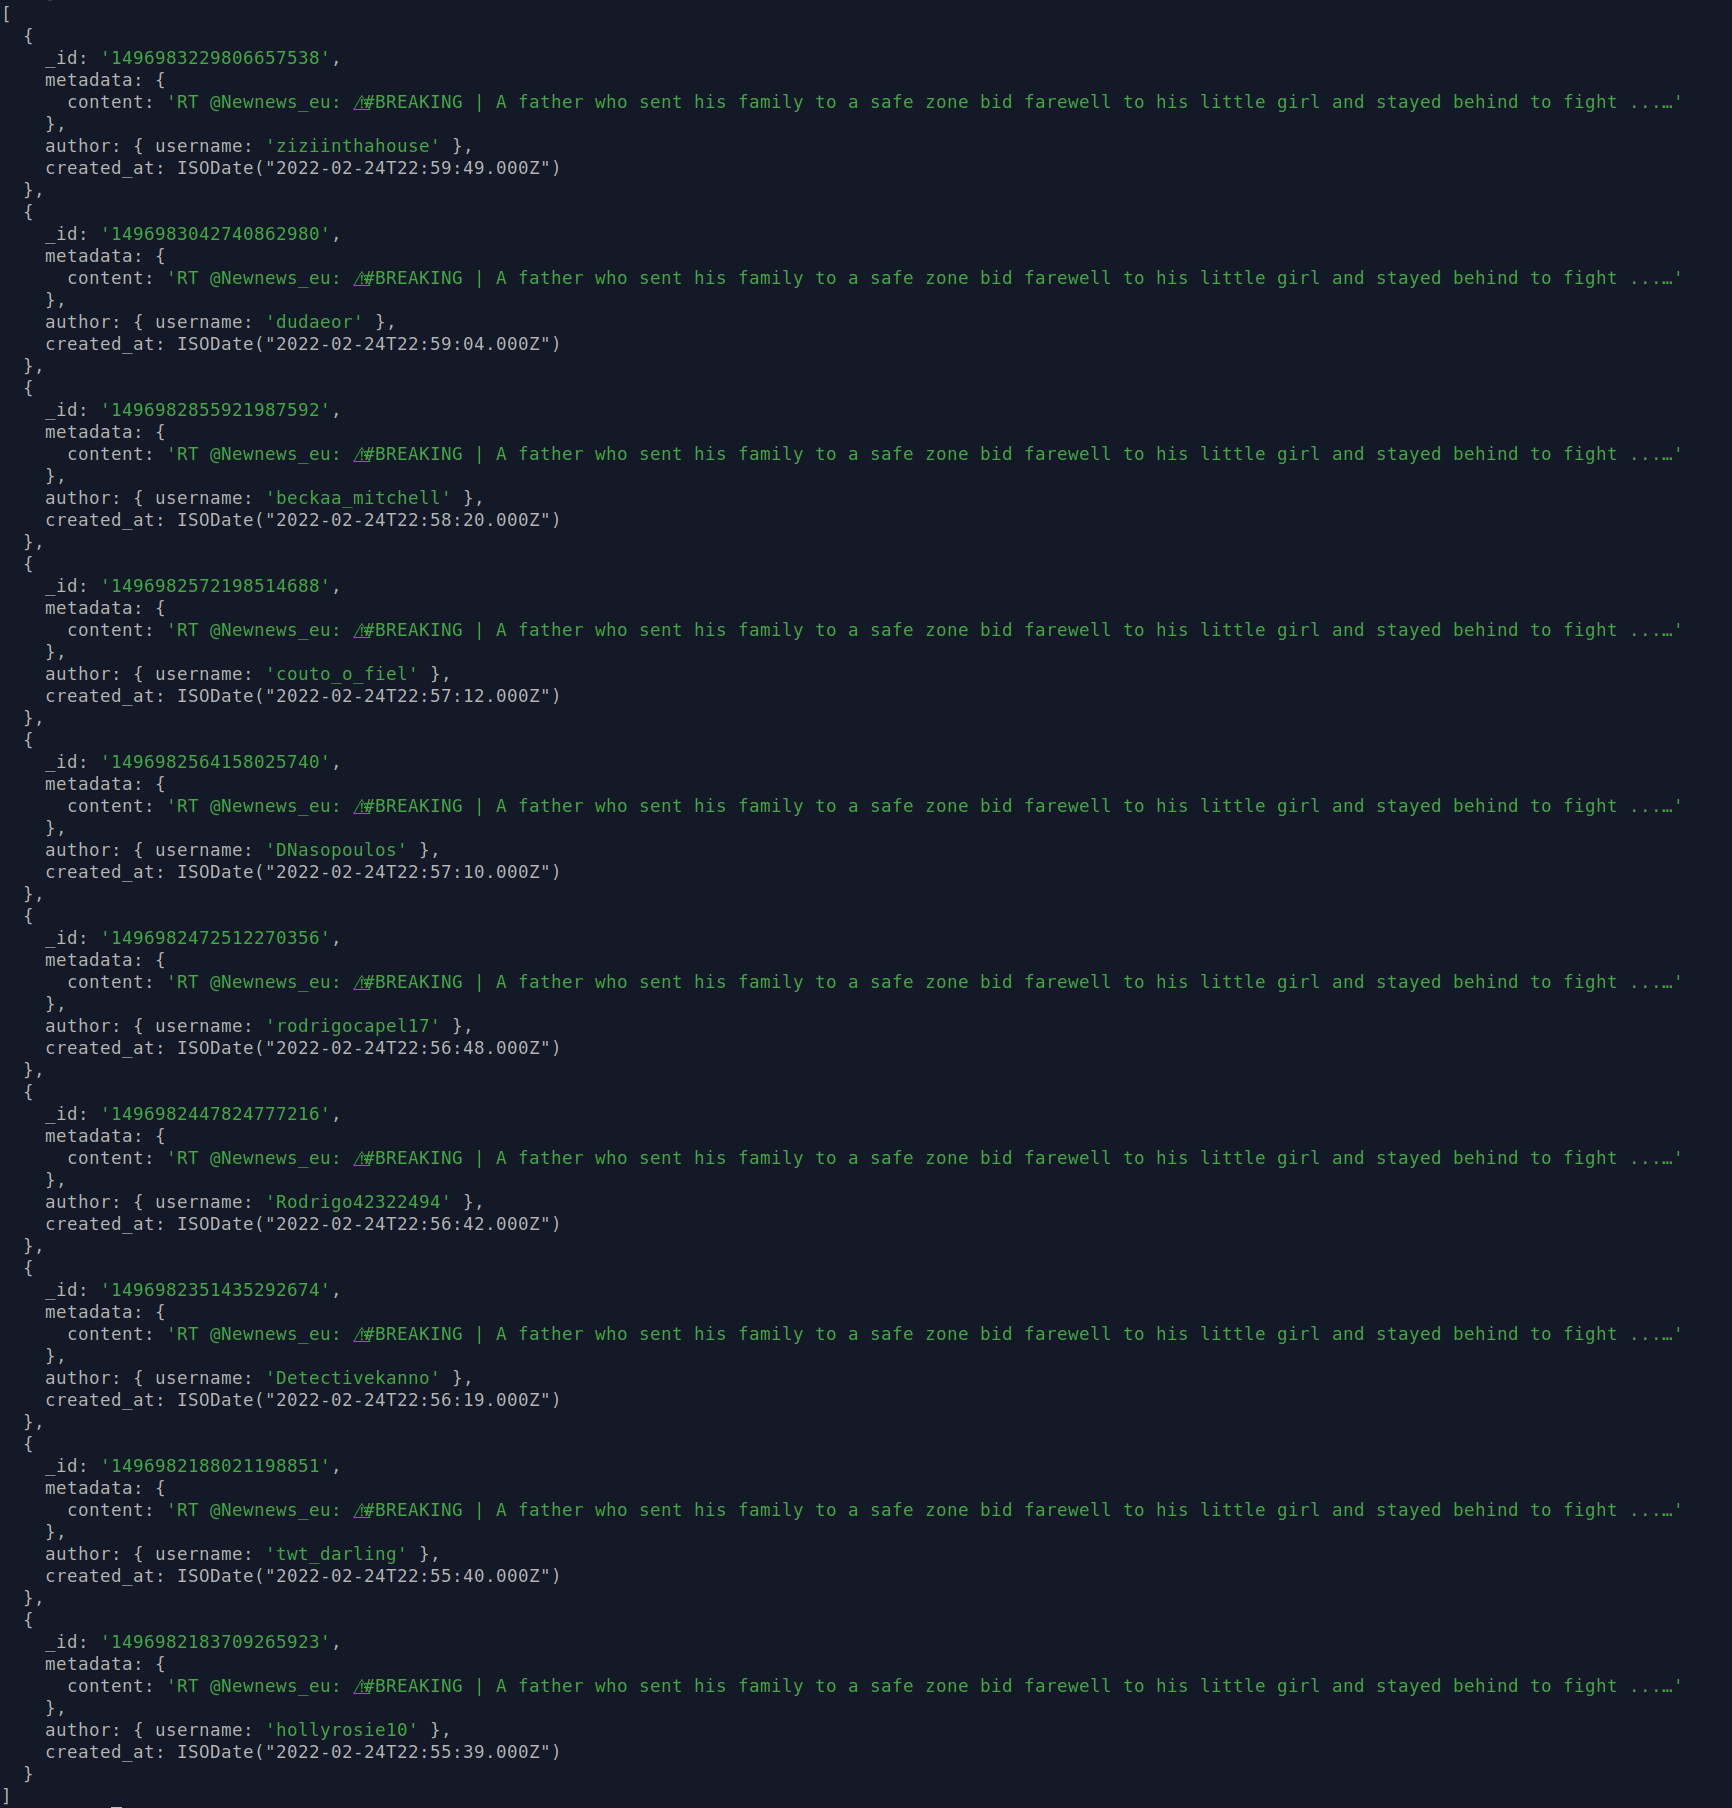 [
  {
    _id: '1496983229806657538',
    metadata: {
      content: 'RT @Newnews_eu: ⚠️#BREAKING | A father who sent his family to a safe zone bid farewell to his little girl and stayed behind to fight ...…'
    },
    author: { username: 'ziziinthahouse' },
    created_at: ISODate("2022-02-24T22:59:49.000Z")
  },
  {
    _id: '1496983042740862980',
    metadata: {
      content: 'RT @Newnews_eu: ⚠️#BREAKING | A father who sent his family to a safe zone bid farewell to his little girl and stayed behind to fight ...…'
    },
    author: { username: 'dudaeor' },
    created_at: ISODate("2022-02-24T22:59:04.000Z")
  },
  {
    _id: '1496982855921987592',
    metadata: {
      content: 'RT @Newnews_eu: ⚠️#BREAKING | A father who sent his family to a safe zone bid farewell to his little girl and stayed behind to fight ...…'
    },
    author: { username: 'beckaa_mitchell' },
    created_at: ISODate("2022-02-24T22:58:20.000Z")
  },
  {
    _id: '1496982572198514688',
    metadata: {
      content: 'RT @Newnews_eu: ⚠️#BREAKING | A father who sent his family to a safe zone bid farewell to his little girl and stayed behind to fight ...…'
    },
    author: { username: 'couto_o_fiel' },
    created_at: ISODate("2022-02-24T22:57:12.000Z")
  },
  {
    _id: '1496982564158025740',
    metadata: {
      content: 'RT @Newnews_eu: ⚠️#BREAKING | A father who sent his family to a safe zone bid farewell to his little girl and stayed behind to fight ...…'
    },
    author: { username: 'DNasopoulos' },
    created_at: ISODate("2022-02-24T22:57:10.000Z")
  },
  {
    _id: '1496982472512270356',
    metadata: {
      content: 'RT @Newnews_eu: ⚠️#BREAKING | A father who sent his family to a safe zone bid farewell to his little girl and stayed behind to fight ...…'
    },
    author: { username: 'rodrigocapel17' },
    created_at: ISODate("2022-02-24T22:56:48.000Z")
  },
  {
    _id: '1496982447824777216',
    metadata: {
      content: 'RT @Newnews_eu: ⚠️#BREAKING | A father who sent his family to a safe zone bid farewell to his little girl and stayed behind to fight ...…'
    },
    author: { username: 'Rodrigo42322494' },
    created_at: ISODate("2022-02-24T22:56:42.000Z")
  },
  {
    _id: '1496982351435292674',
    metadata: {
      content: 'RT @Newnews_eu: ⚠️#BREAKING | A father who sent his family to a safe zone bid farewell to his little girl and stayed behind to fight ...…'
    },
    author: { username: 'Detectivekanno' },
    created_at: ISODate("2022-02-24T22:56:19.000Z")
  },
  {
    _id: '1496982188021198851',
    metadata: {
      content: 'RT @Newnews_eu: ⚠️#BREAKING | A father who sent his family to a safe zone bid farewell to his little girl and stayed behind to fight ...…'
    },
    author: { username: 'twt_darling' },
    created_at: ISODate("2022-02-24T22:55:40.000Z")
  },
  {
    _id: '1496982183709265923',
    metadata: {
      content: 'RT @Newnews_eu: ⚠️#BREAKING | A father who sent his family to a safe zone bid farewell to his little girl and stayed behind to fight ...…'
    },
    author: { username: 'hollyrosie10' },
    created_at: ISODate("2022-02-24T22:55:39.000Z")
  }
]